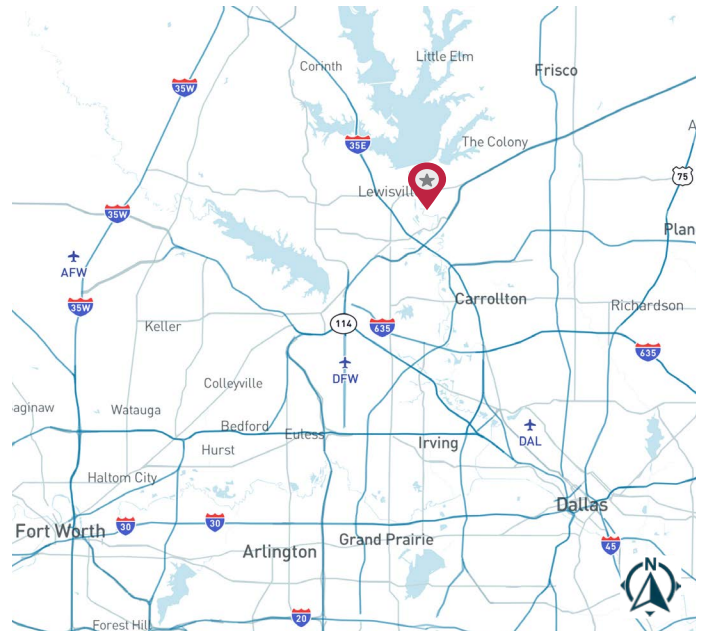 Little Elm
Corinth
Frisco
35W
A
35E
The Colony
75
Lewisvill
35W
Plan
AFW
35W
Carrollton
Richardson
Keller
114
635
635
DFW
Colleyville
aginaw
Watauga
Bedford
Euless
DAL
Hurst
Irving
Haltom City
Dallas
Fort Worth
30
30
Grand Prairie
45
Arlington
N
Forest Hill
20